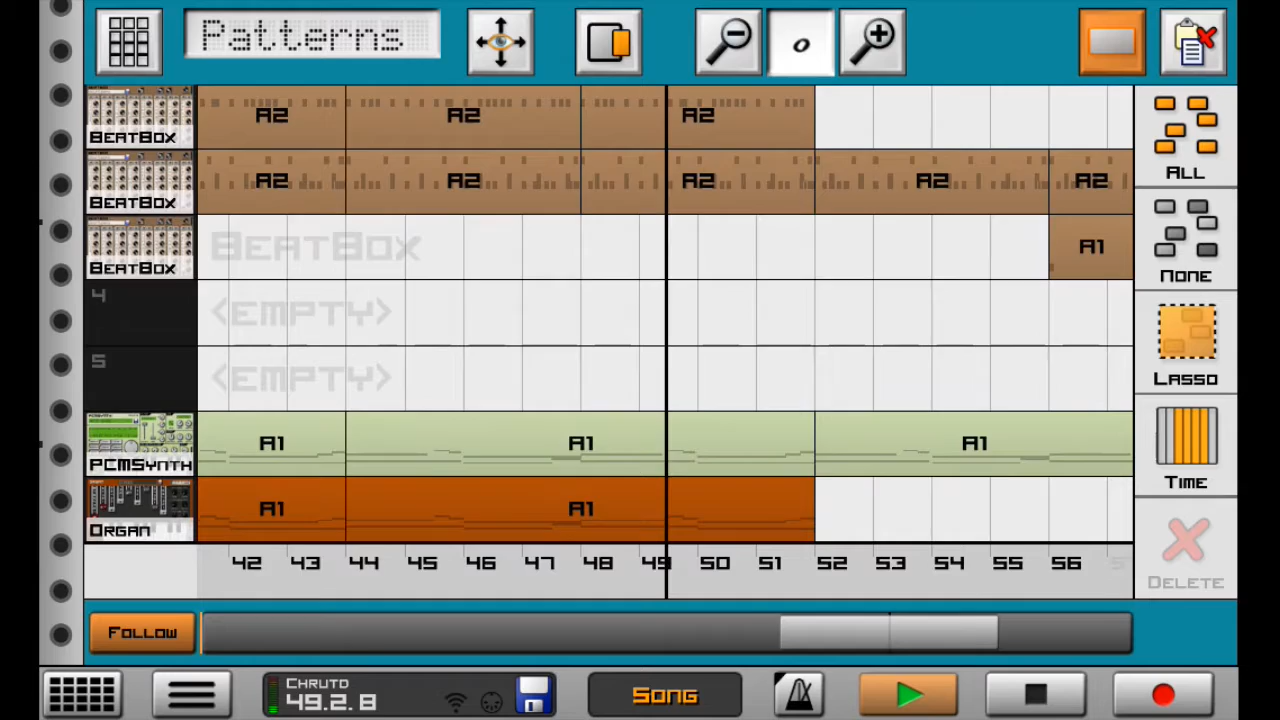 Patterns
BEATBOX A2 A2 A2
BEATBOX A2 A2 A2 A2 A2
BEATBOX BEATBOX A1
4 <EMPTY>
5 <EMPTY>
PCMSYNTH A1 A1 A1
ORGAN A1 A1
42 43 44 45 46 47 48 49 50 51 52 53 54 55 56
ALL
NONE
LASSO
TIME
DELETE
FOLLOW
CHRUTO
49.2.8
SONG